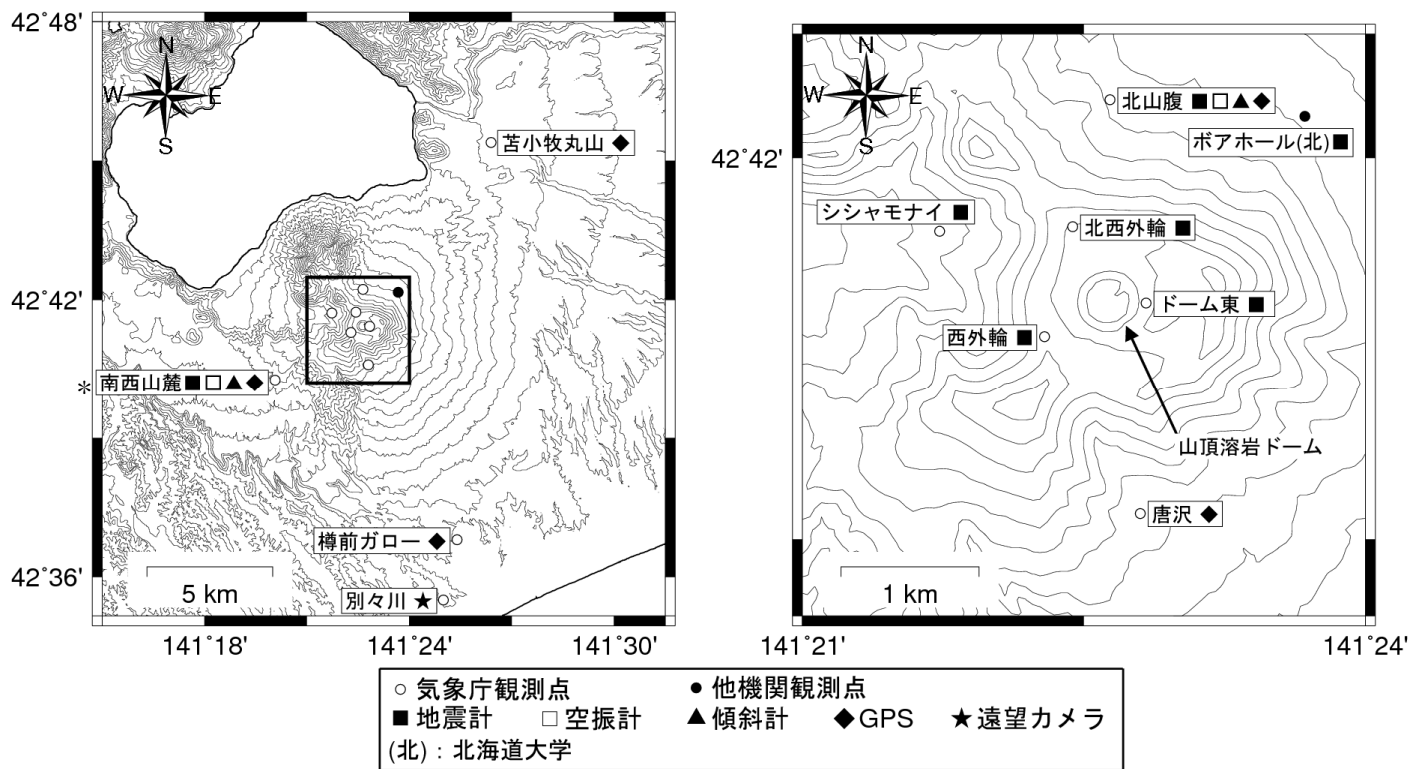 42°48'
N
W
E
S
苫小牧丸山 ◆
42°42'
* 南西山麓 ■ □ ▲ ◆
樽前ガロー ◆
42°36'
5 km
別々川 ★
141°18'
141°24'
141°30'
N
W
E
S
北山腹 ■ □ ▲ ◆
ボアホール(北) ■
42°42'
シシャモナイ ■
北西外輪 ■
ドーム東 ■
西外輪 ■
山頂溶岩ドーム
唐沢 ◆
1 km
141°21'
141°24'
○ 気象庁観測点 ● 他機関観測点
■ 地震計 □ 空振計 ▲ 傾斜計 ◆ GPS ★ 遠望カメラ
(北)：北海道大学